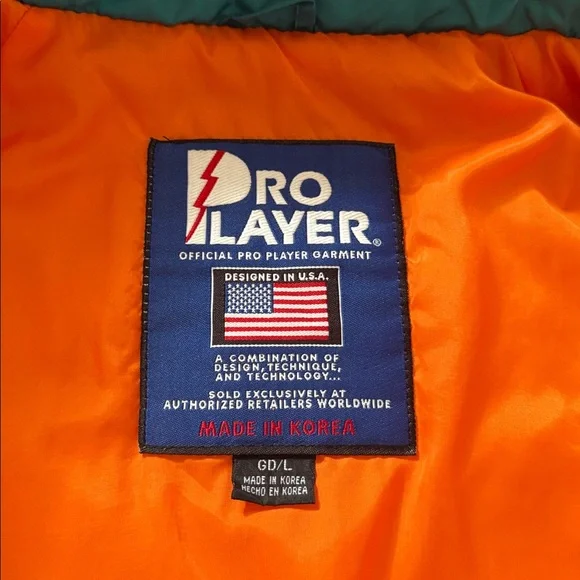 PRO
PLAYER®
OFFICIAL PRO PLAYER GARMENT
DESIGNED IN U.S.A.
A COMBINATION OF
DESIGN, TECHNIQUE,
AND TECHNOLOGY...
SOLD EXCLUSIVELY AT
AUTHORIZED RETAILERS WORLDWIDE
MADE IN KOREA
GD/L
MADE IN KOREA
HECHO EN KOREA